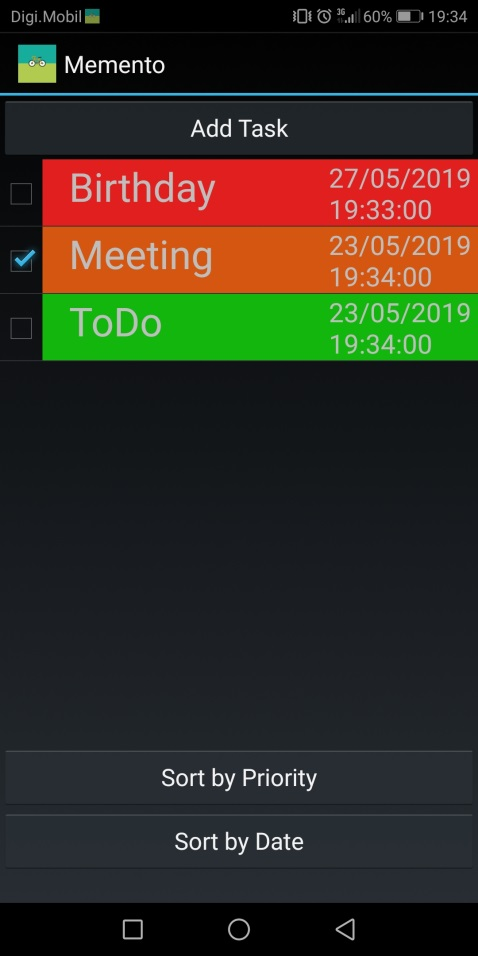 Digi.Mobil 3G 60% 19:34
Memento
Add Task
Birthday 27/05/2019
19:33:00
Meeting 23/05/2019
19:34:00
ToDo 23/05/2019
19:34:00
Sort by Priority
Sort by Date